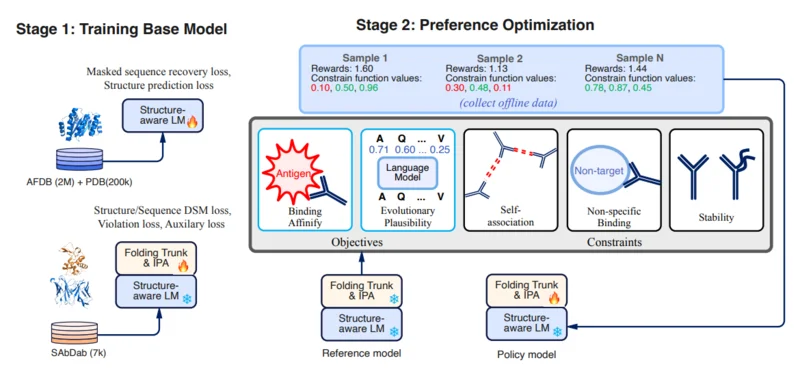 Stage 1: Training Base Model
Masked sequence recovery loss,
Structure prediction loss
Structure-
aware LM
AFDB (2M) + PDB(200k)
Structure/Sequence DSM loss,
Violation loss, Auxilary loss
Folding Trunk
& IPA
Structure-
aware LM
SAbDab (7k)
Stage 2: Preference Optimization
Sample 1
Rewards: 1.60
Constrain function values:
0.10, 0.50, 0.96
Sample 2
Rewards: 1.13
Constrain function values:
0.30, 0.48, 0.11
Sample N
Rewards: 1.44
Constrain function values:
0.78, 0.87, 0.45
(collect offline data)
Antigen
Binding
Affinify
A Q ... V
0.71 0.60 ... 0.25
Language
Model
A Q ... V
Evolutionary
Plausibility
Self-
association
Non-target
Non-specific
Binding
Stability
Objectives
Constraints
Folding Trunk
& IPA
Structure-
aware LM
Reference model
Folding Trunk
& IPA
Structure-
aware LM
Policy model